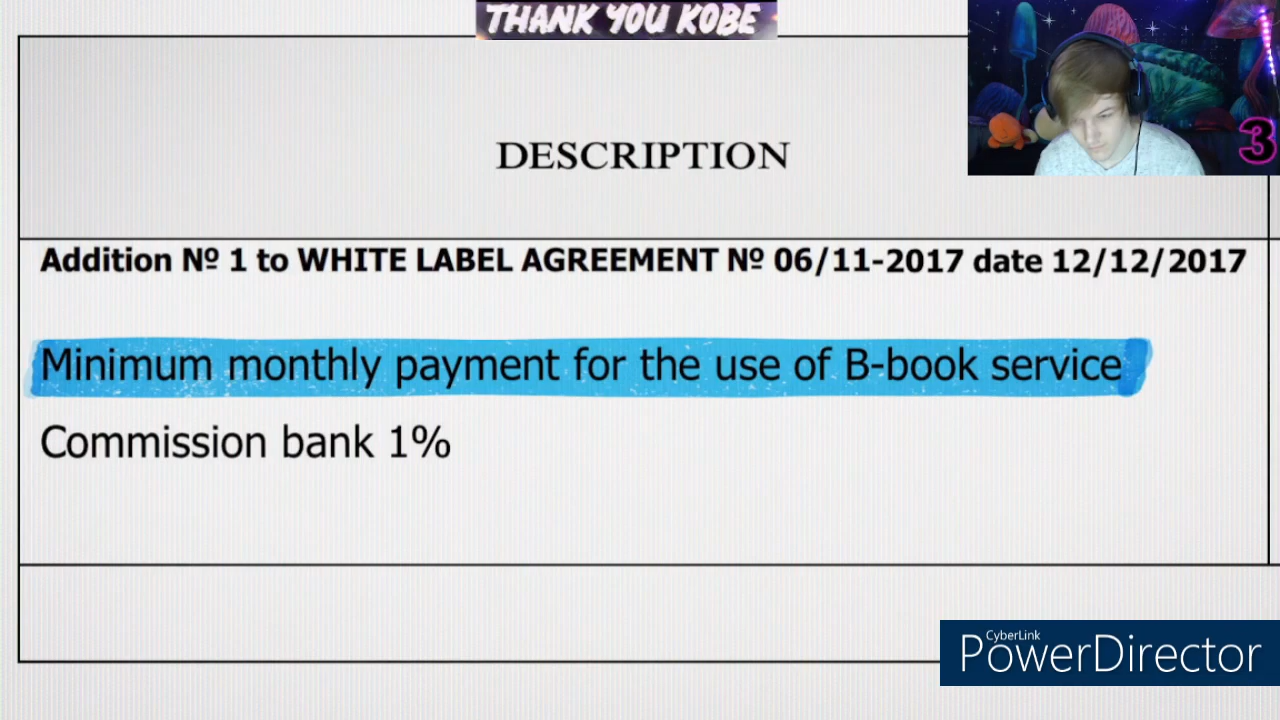 THANK YOU KOBE
3
DESCRIPTION
Addition № 1 to WHITE LABEL AGREEMENT № 06/11-2017 date 12/12/2017
Minimum monthly payment for the use of B-book service
Commission bank 1%
CyberLink
PowerDirector